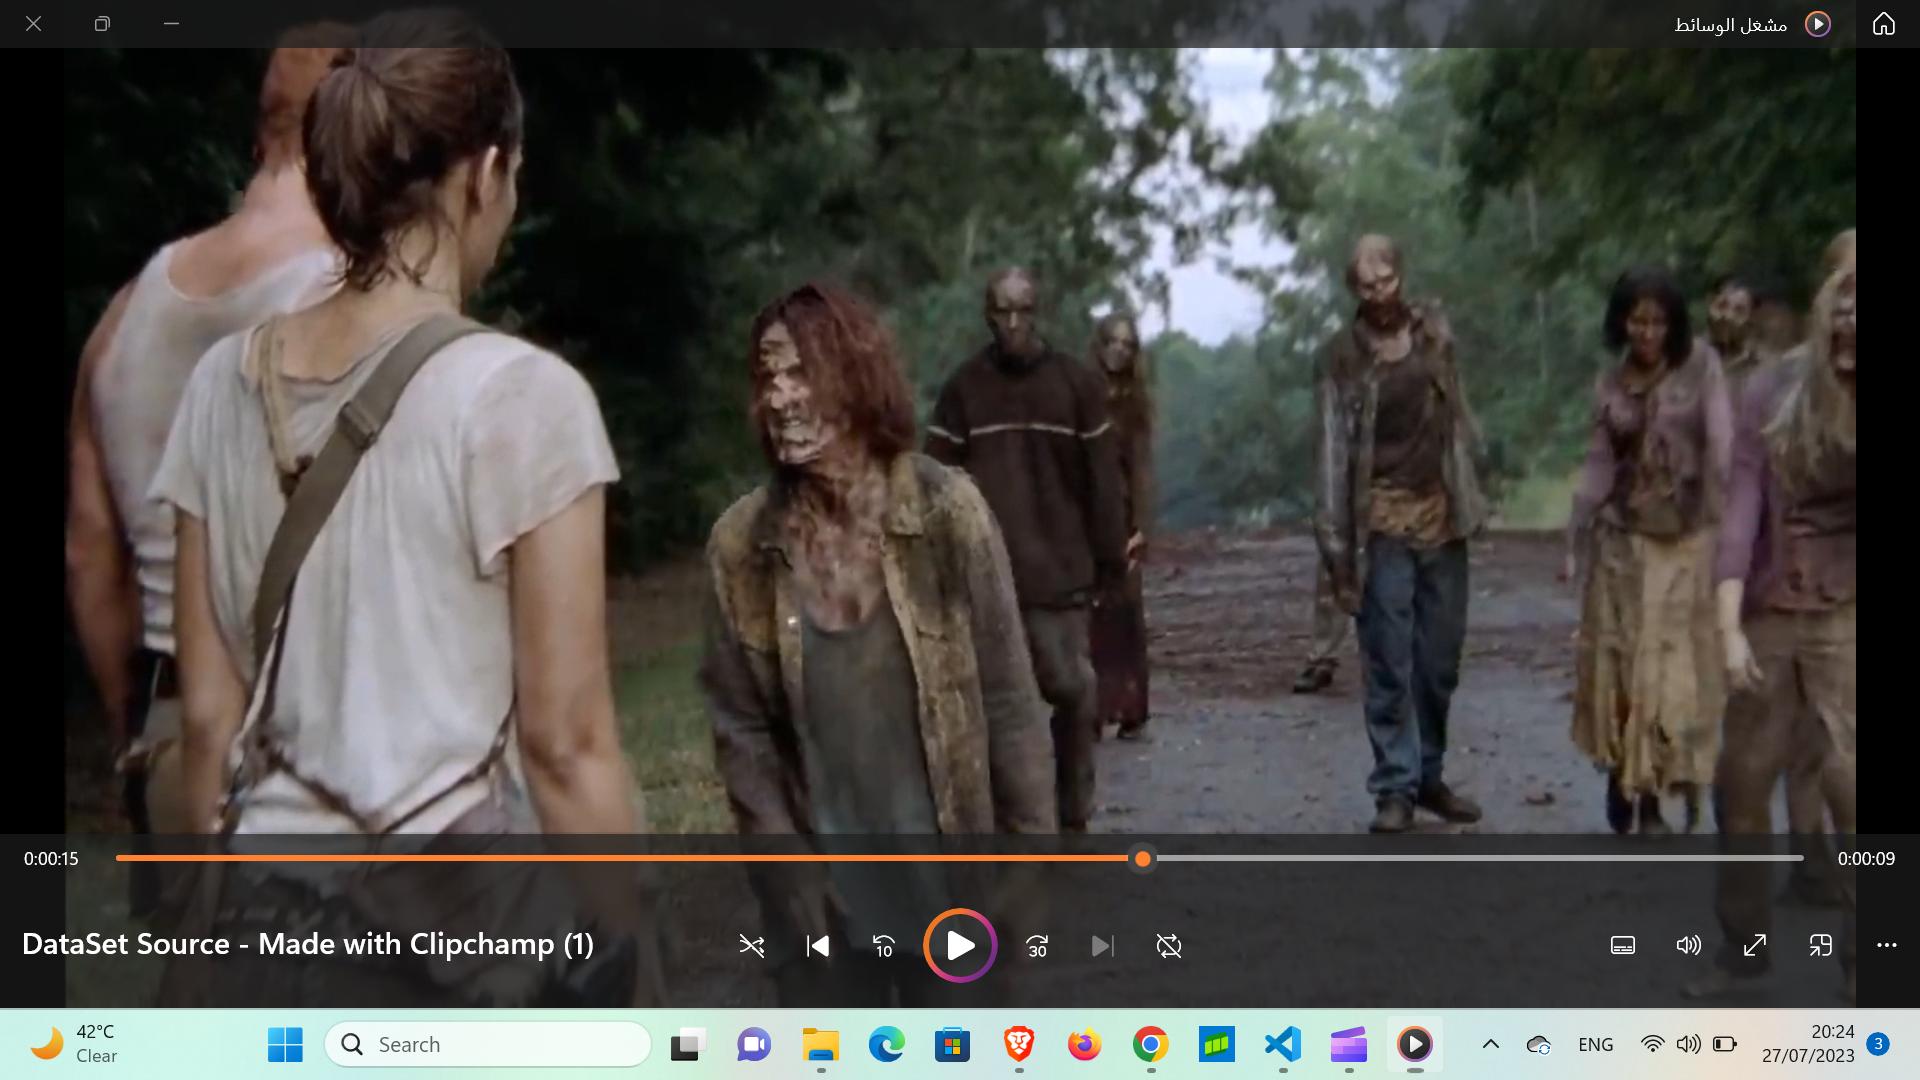 مشغل الوسائط
0:00:15
0:00:09
DataSet Source - Made with Clipchamp (1)
10
30
42°C
Clear
Search
ENG
20:24
27/07/2023
3